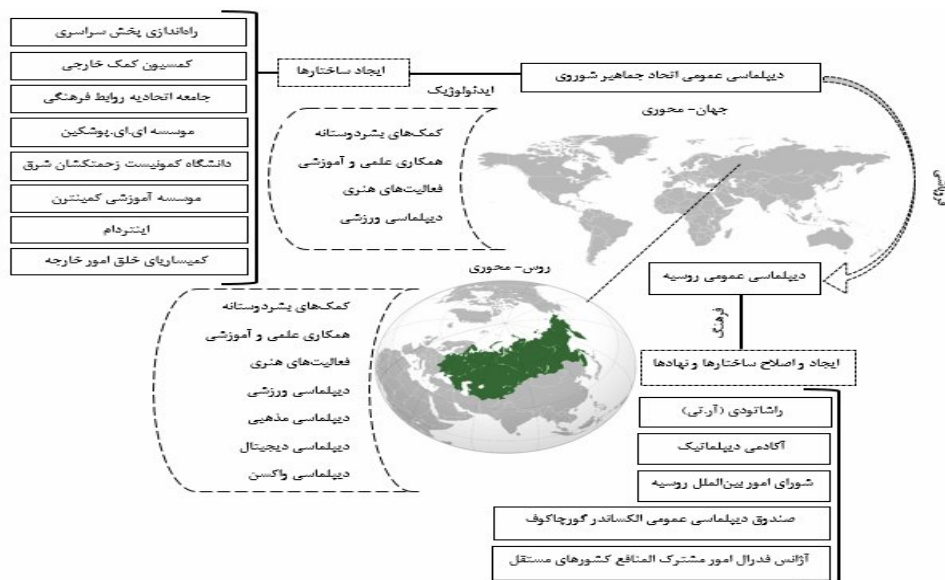 دیپلماسی عمومی اتحاد جماهیر شوروی
ایجاد ساختارها
ایدئولوژیک
راه‌اندازی پخش سراسری
کمسیون کمک خارجی
جامعه اتحادیه روابط فرهنگی
موسسه ای.ای.پوشکین
دانشگاه کمونیست زحمتکشان شرق
موسسه آموزشی کمینترن
اینتردام
کمیساریای خلق امور خارجه
جهان- محوری
کمک‌های بشردوستانه
همکاری علمی و آموزشی
فعالیت‌های هنری
دیپلماسی ورزشی
فروپاشی
دیپلماسی عمومی روسیه
فرهنگ
روس- محوری
کمک‌های بشردوستانه
همکاری علمی و آموزشی
فعالیت‌های هنری
دیپلماسی ورزشی
دیپلماسی مذهبی
دیپلماسی دیجیتال
دیپلماسی واکسن
ایجاد و اصلاح ساختارها و نهادها
راشاتودی (آر.تی)
آکادمی دیپلماتیک
شورای امور بین‌الملل روسیه
صندوق دیپلماسی عمومی الکساندر گورچاکوف
آژانس فدرال امور مشترک المنافع کشورهای مستقل